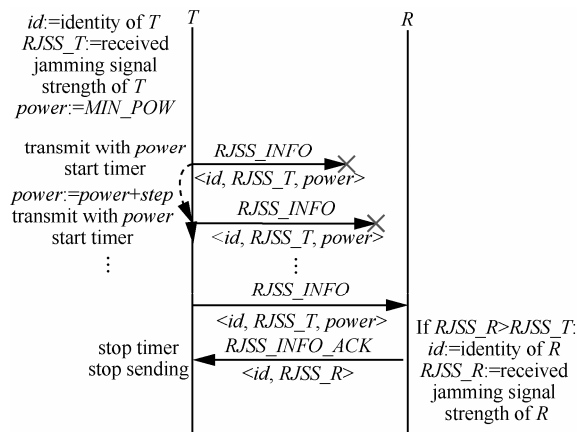 T
R
id:=identity of T
RJSS_T:=received
jamming signal
strength of T
power:=MIN_POW
transmit with power
start timer
RJSS_INFO
<id, RJSS_T, power>
power:=power+step
transmit with power
start timer
RJSS_INFO
<id, RJSS_T, power>
⋮
⋮
RJSS_INFO
<id, RJSS_T, power>
stop timer
stop sending
RJSS_INFO_ACK
<id, RJSS_R>
If RJSS_R>RJSS_T:
id:=identity of R
RJSS_R:=received
jamming signal
strength of R